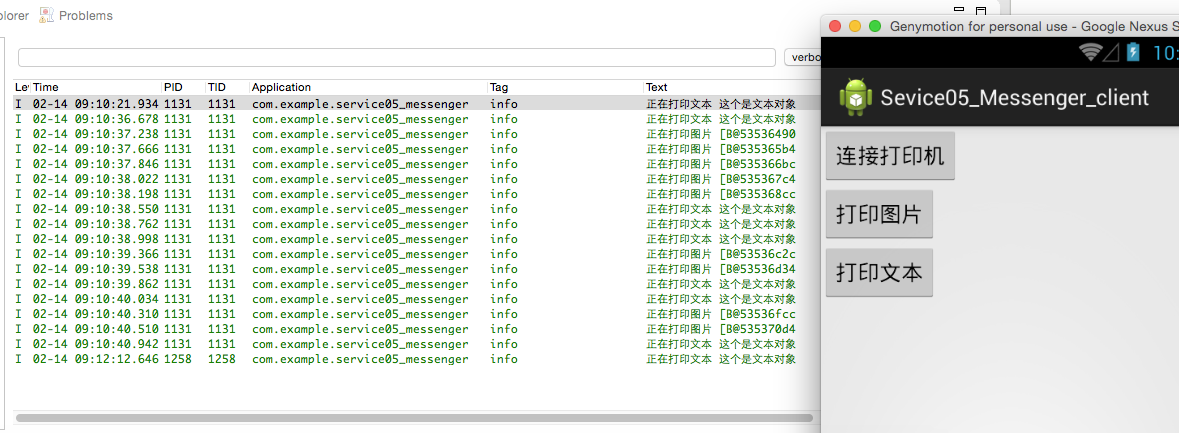 plorer Problems
verbo
Le Time PID TID Application Tag Text
I 02-14 09:10:21.934 1131 1131 com.example.service05_messenger info 正在打印文本 这个是文本对象
I 02-14 09:10:36.678 1131 1131 com.example.service05_messenger info 正在打印文本 这个是文本对象
I 02-14 09:10:37.238 1131 1131 com.example.service05_messenger info 正在打印图片 [B@53536490
I 02-14 09:10:37.666 1131 1131 com.example.service05_messenger info 正在打印图片 [B@535365b4
I 02-14 09:10:37.846 1131 1131 com.example.service05_messenger info 正在打印图片 [B@535366bc
I 02-14 09:10:38.022 1131 1131 com.example.service05_messenger info 正在打印图片 [B@535367c4
I 02-14 09:10:38.198 1131 1131 com.example.service05_messenger info 正在打印图片 [B@535368cc
I 02-14 09:10:38.550 1131 1131 com.example.service05_messenger info 正在打印文本 这个是文本对象
I 02-14 09:10:38.762 1131 1131 com.example.service05_messenger info 正在打印文本 这个是文本对象
I 02-14 09:10:38.998 1131 1131 com.example.service05_messenger info 正在打印文本 这个是文本对象
I 02-14 09:10:39.366 1131 1131 com.example.service05_messenger info 正在打印图片 [B@53536c2c
I 02-14 09:10:39.538 1131 1131 com.example.service05_messenger info 正在打印图片 [B@53536d34
I 02-14 09:10:39.862 1131 1131 com.example.service05_messenger info 正在打印文本 这个是文本对象
I 02-14 09:10:40.034 1131 1131 com.example.service05_messenger info 正在打印文本 这个是文本对象
I 02-14 09:10:40.310 1131 1131 com.example.service05_messenger info 正在打印图片 [B@53536fcc
I 02-14 09:10:40.510 1131 1131 com.example.service05_messenger info 正在打印图片 [B@535370d4
I 02-14 09:10:40.942 1131 1131 com.example.service05_messenger info 正在打印文本 这个是文本对象
I 02-14 09:12:12.646 1258 1258 com.example.service05_messenger info 正在打印文本 这个是文本对象
Genymotion for personal use - Google Nexus S
10:
Sevice05_Messenger_client
连接打印机
打印图片
打印文本